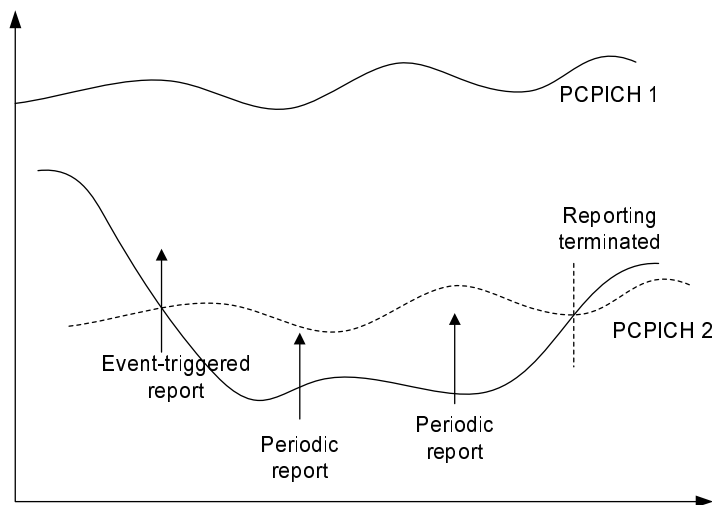 PCPICH 1
Reporting
terminated
PCPICH 2
Event-triggered
report
Periodic
report
Periodic
report